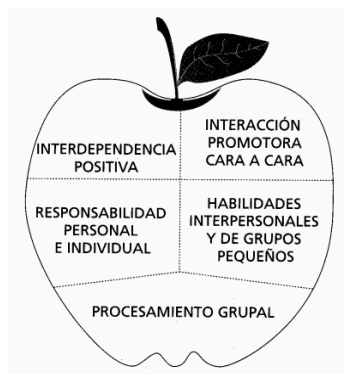 INTERDEPENDENCIA
POSITIVA
INTERACCIÓN
PROMOTORA
CARA A CARA
RESPONSABILIDAD
PERSONAL
E INDIVIDUAL
HABILIDADES
INTERPERSONALES
Y DE GRUPOS
PEQUEÑOS
PROCESAMIENTO GRUPAL